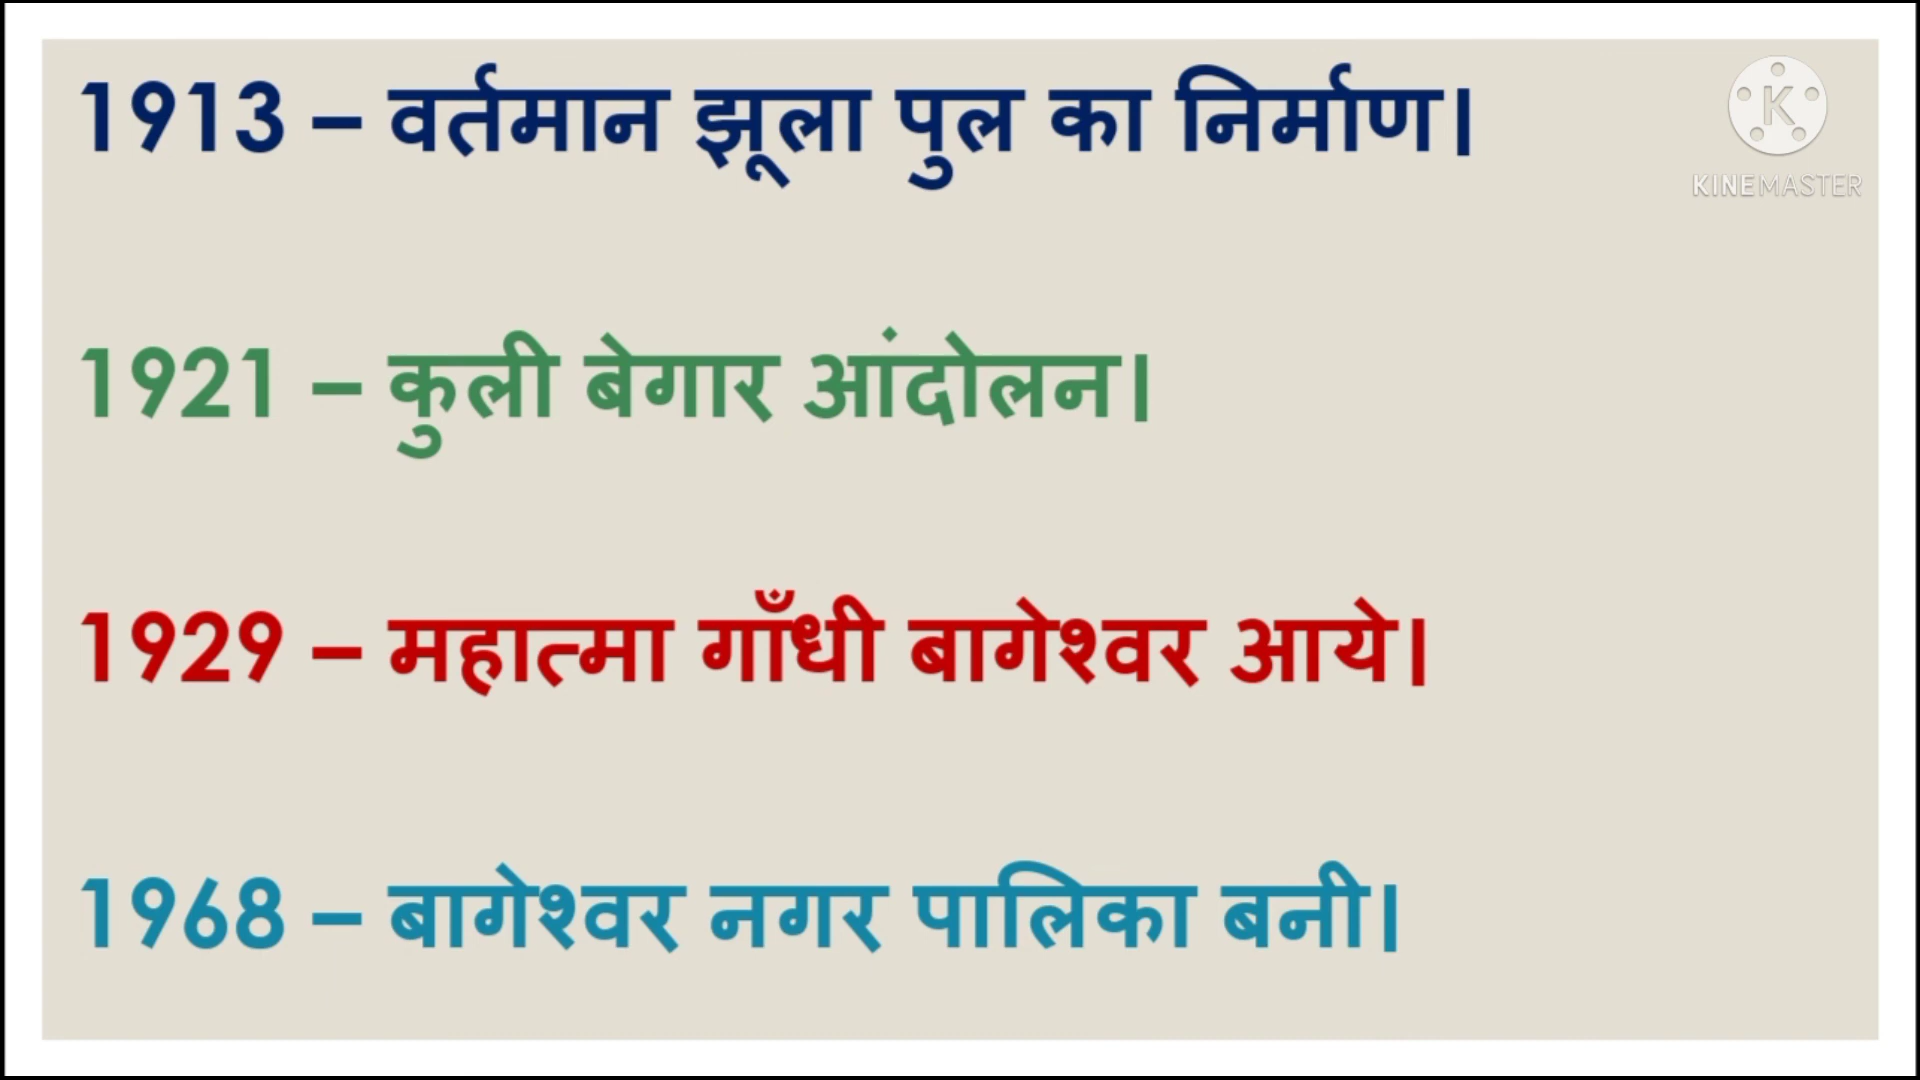 1913 – वर्तमान झूला पुल का निर्माण।
K
KINEMASTER
1921 – कुली बेगार आंदोलन।
1929 – महात्मा गाँधी बागेश्वर आये।
1968 – बागेश्वर नगर पालिका बनी।